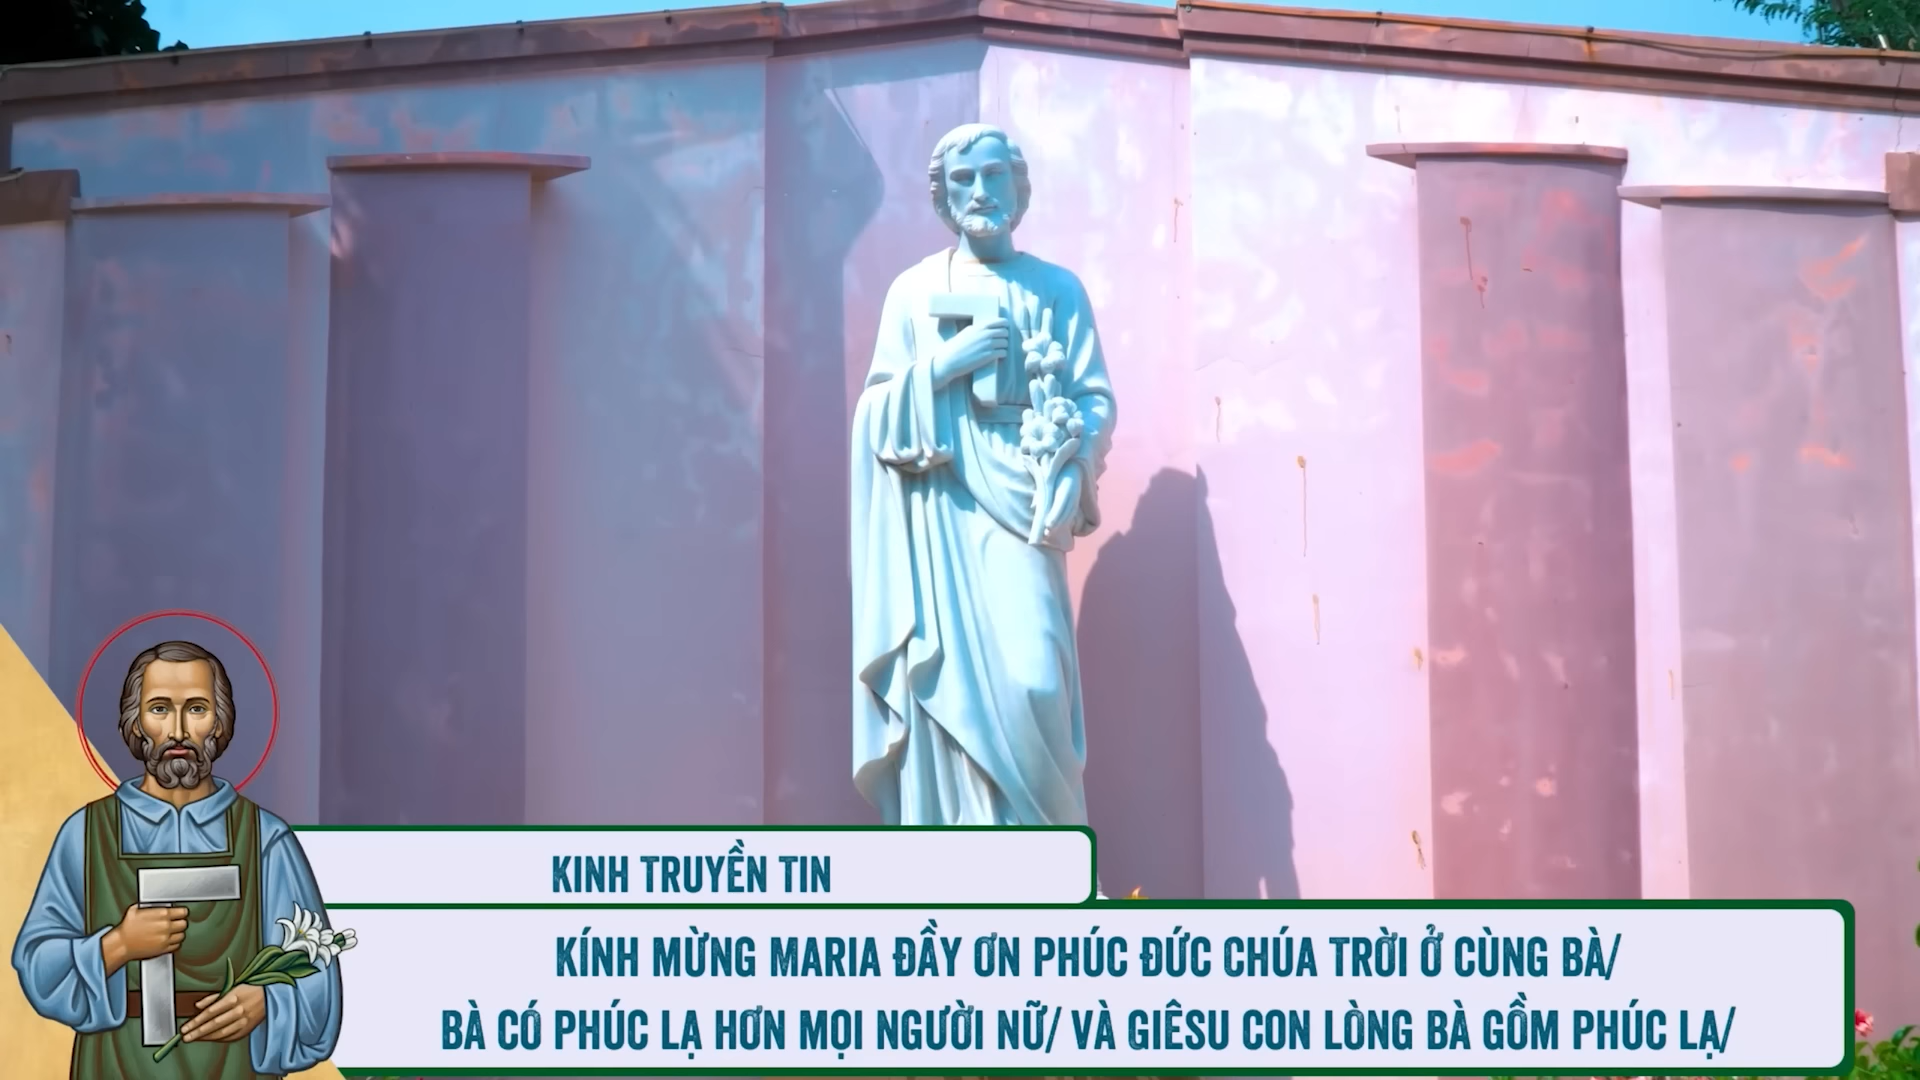 KINH TRUYỀN TIN
KÍNH MỪNG MARIA ĐẦY ƠN PHÚC ĐỨC CHÚA TRỜI Ở CÙNG BÀ/
BÀ CÓ PHÚC LẠ HƠN MỌI NGƯỜI NỮ/ VÀ GIÊSU CON LÒNG BÀ GỒM PHÚC LẠ/